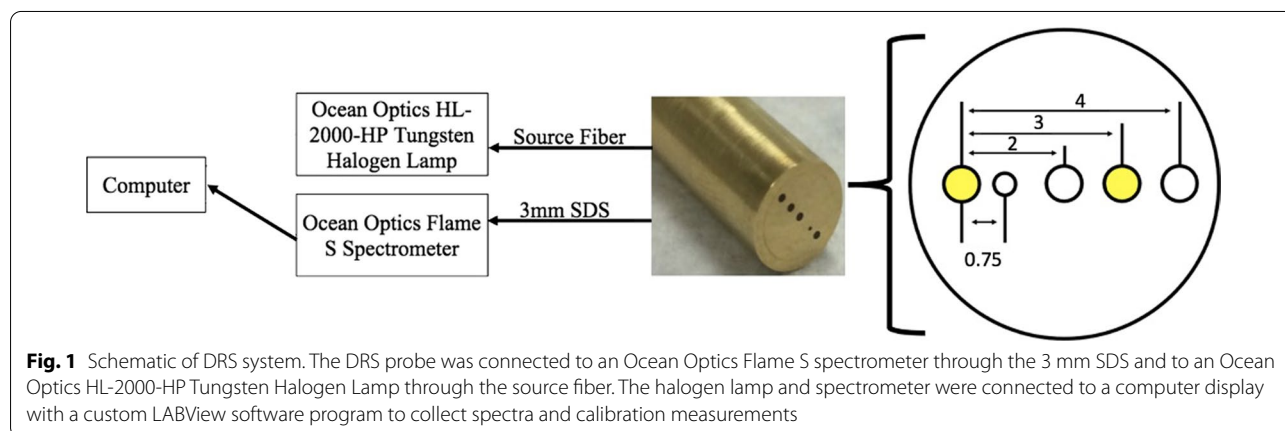 Ocean Optics HL-
2000-HP Tungsten
Halogen Lamp
Source Fiber
Computer
Ocean Optics Flame
S Spectrometer
3mm SDS
4
3
2
0.75
Fig. 1 Schematic of DRS system. The DRS probe was connected to an Ocean Optics Flame S spectrometer through the 3 mm SDS and to an Ocean
Optics HL-2000-HP Tungsten Halogen Lamp through the source fiber. The halogen lamp and spectrometer were connected to a computer display
with a custom LABView software program to collect spectra and calibration measurements